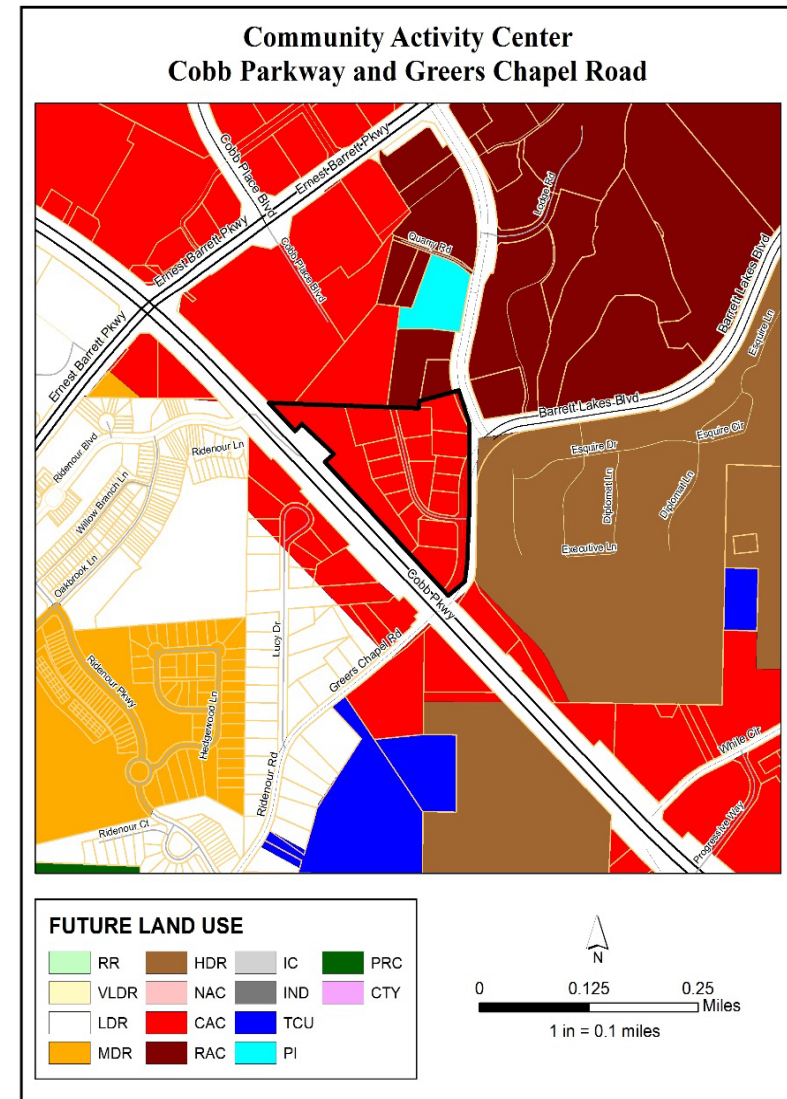 Community Activity Center
Cobb Parkway and Greers Chapel Road
Cobb Place Blvd
Ernest Barrett Pkwy
Ernest Barrett Pkwy
Cobb Place Blvd
Ernest Barrett Pkwy
Quarry Rd
Lodge Rd
Barrett Lakes Blvd
Esquire Ln
Barrett Lakes Blvd
Esquire Dr
Esquire Cir
Diplomat Ln
Diplomat Ln
Executive Ln
Ridenour Blvd
Ridenour Ln
Willow Branch Ln
Oakbrook Ln
Cobb Pkwy
Lucy Dr
Greers Chapel Rd
Ridenour Pkwy
Hedgewood Ln
Ridenour Rd
Ridenour Ct
White Cir
Progressive Way
FUTURE LAND USE
RR HDR IC PRC
VLDR NAC IND CTY
LDR CAC TCU
MDR RAC PI
N
0 0.125 0.25
Miles
1 in = 0.1 miles